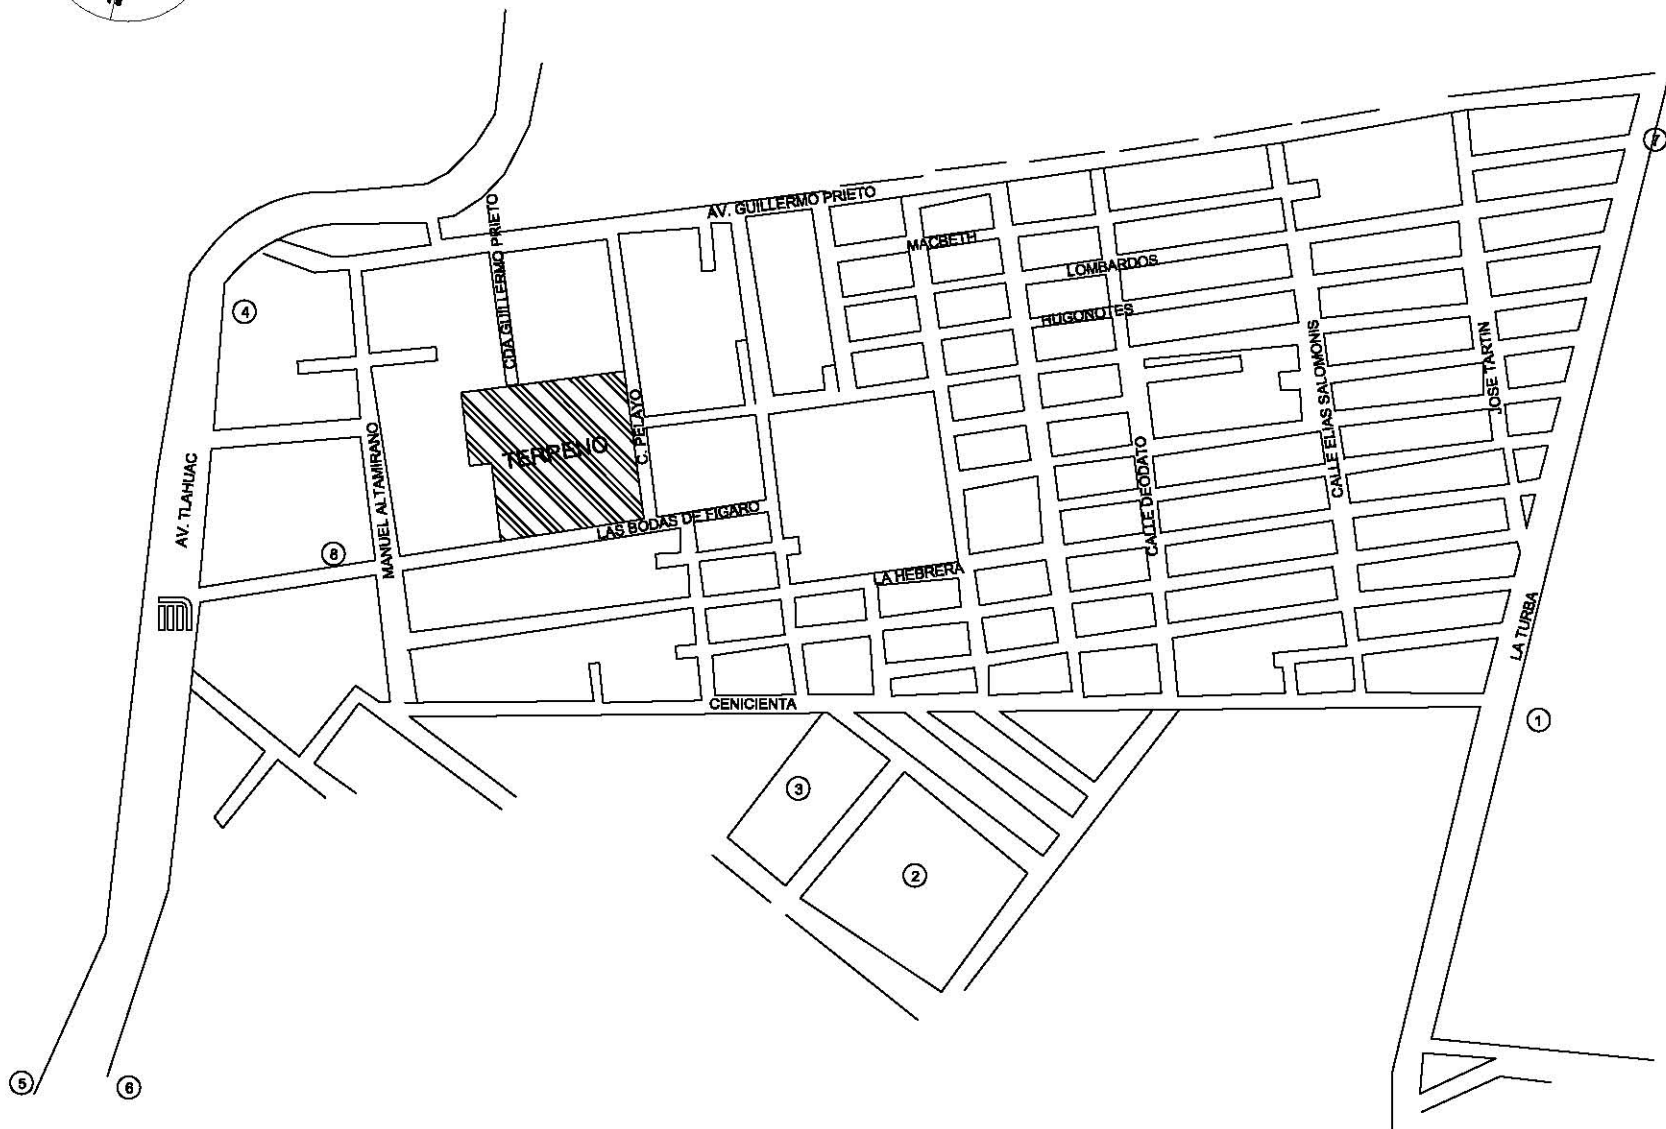 7
AV. GUILLERMO PRIETO
CDA GUILLERMO PRIETO
MACBETH
LOMBARDOS
4
HUGONOTES
CALLE ELIAS SALOMONIS
JOSE TARTIN
C. PELAYO
TERRENO
MANUEL ALTAMIRANO
AV. TLAHUAC
CALLE DEODATO
LAS BODAS DE FIGARO
8
LA HEBRERA
LA TURBA
CENICIENTA
1
3
2
5
6